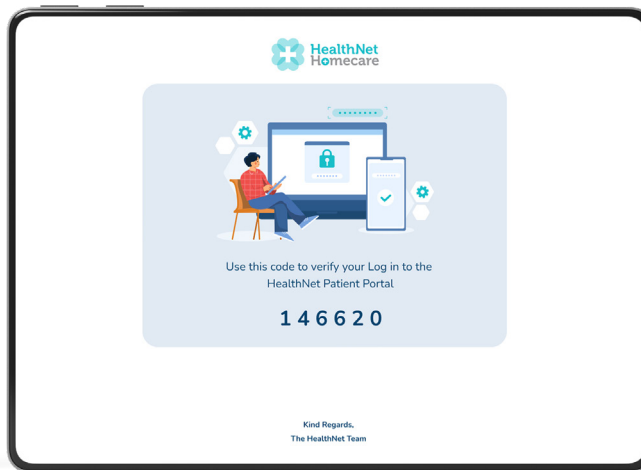 HealthNet
Homecare
Use this code to verify your Log in to the
HealthNet Patient Portal
146620
Kind Regards,
The HealthNet Team